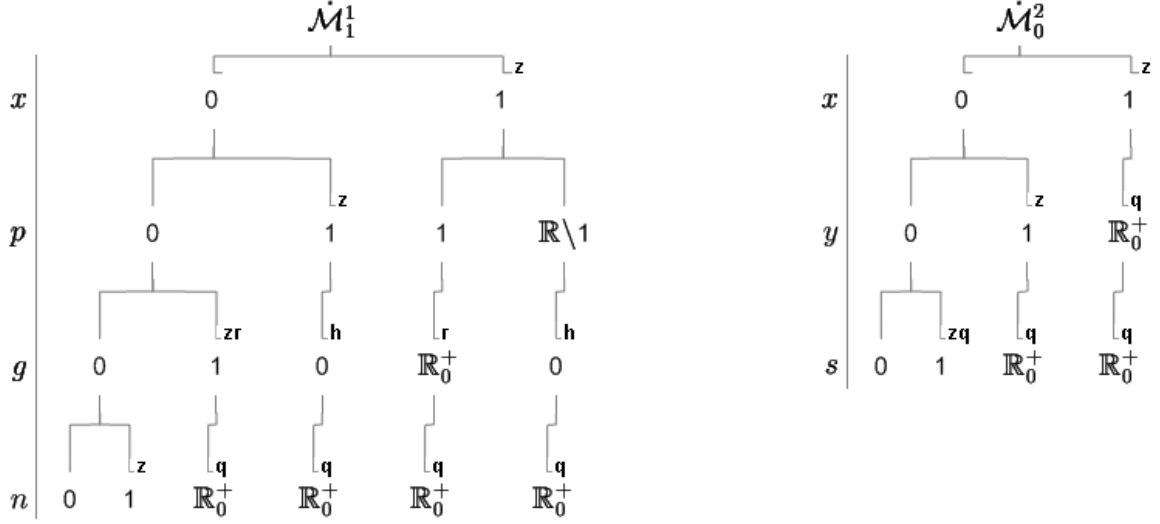 𝓜̇₁¹ 𝓜̇₀²
z z
x 0 1 x 0 1
z z q
p 0 1 1 ℝ\1 y 0 1 ℝ₀⁺
zr h r h zq q q
g 0 1 0 ℝ₀⁺ 0 s 0 1 ℝ₀⁺ ℝ₀⁺
z q q q q
n 0 1 ℝ₀⁺ ℝ₀⁺ ℝ₀⁺ ℝ₀⁺